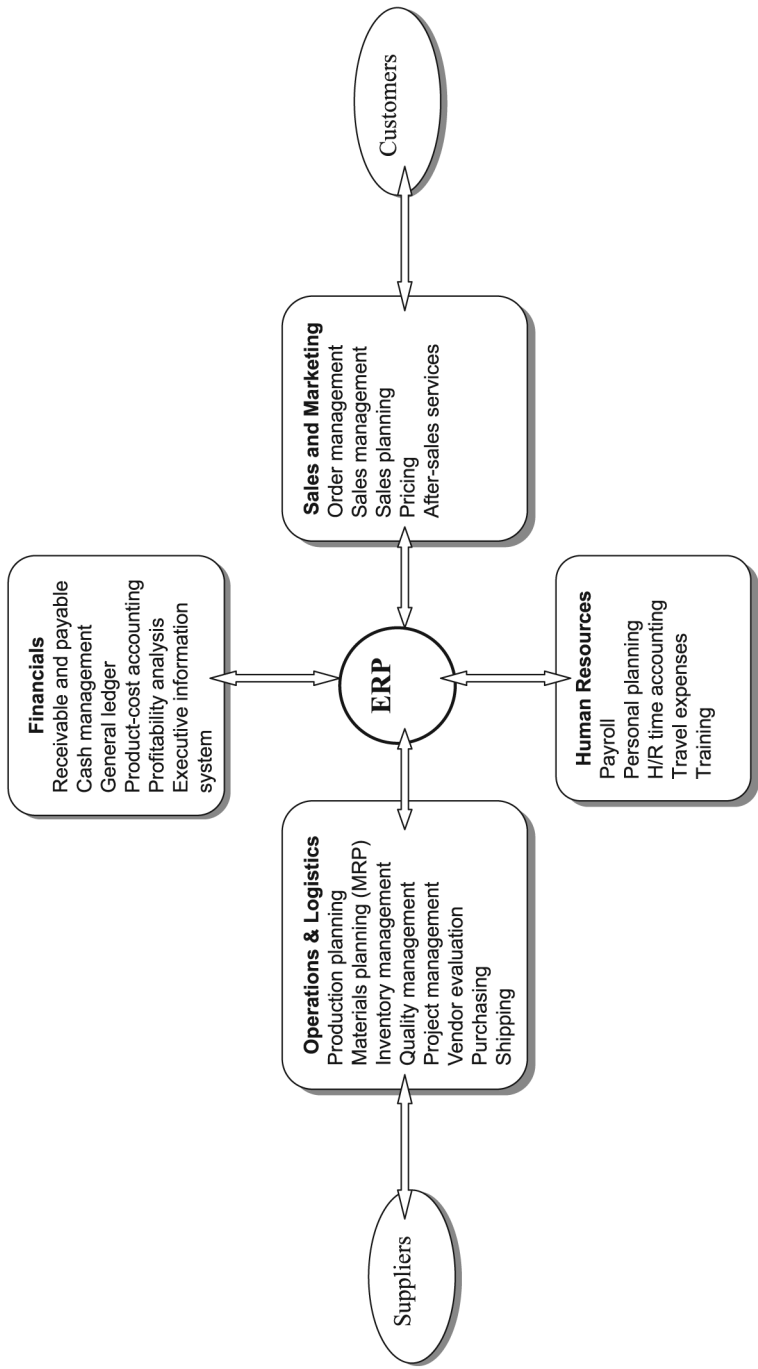 Financials
Receivable and payable
Cash management
General ledger
Product-cost accounting
Profitability analysis
Executive information
system
Suppliers
Operations & Logistics
Production planning
Materials planning (MRP)
Inventory management
Quality management
Project management
Vendor evaluation
Purchasing
Shipping
ERP
Sales and Marketing
Order management
Sales management
Sales planning
Pricing
After-sales services
Customers
Human Resources
Payroll
Personal planning
H/R time accounting
Travel expenses
Training